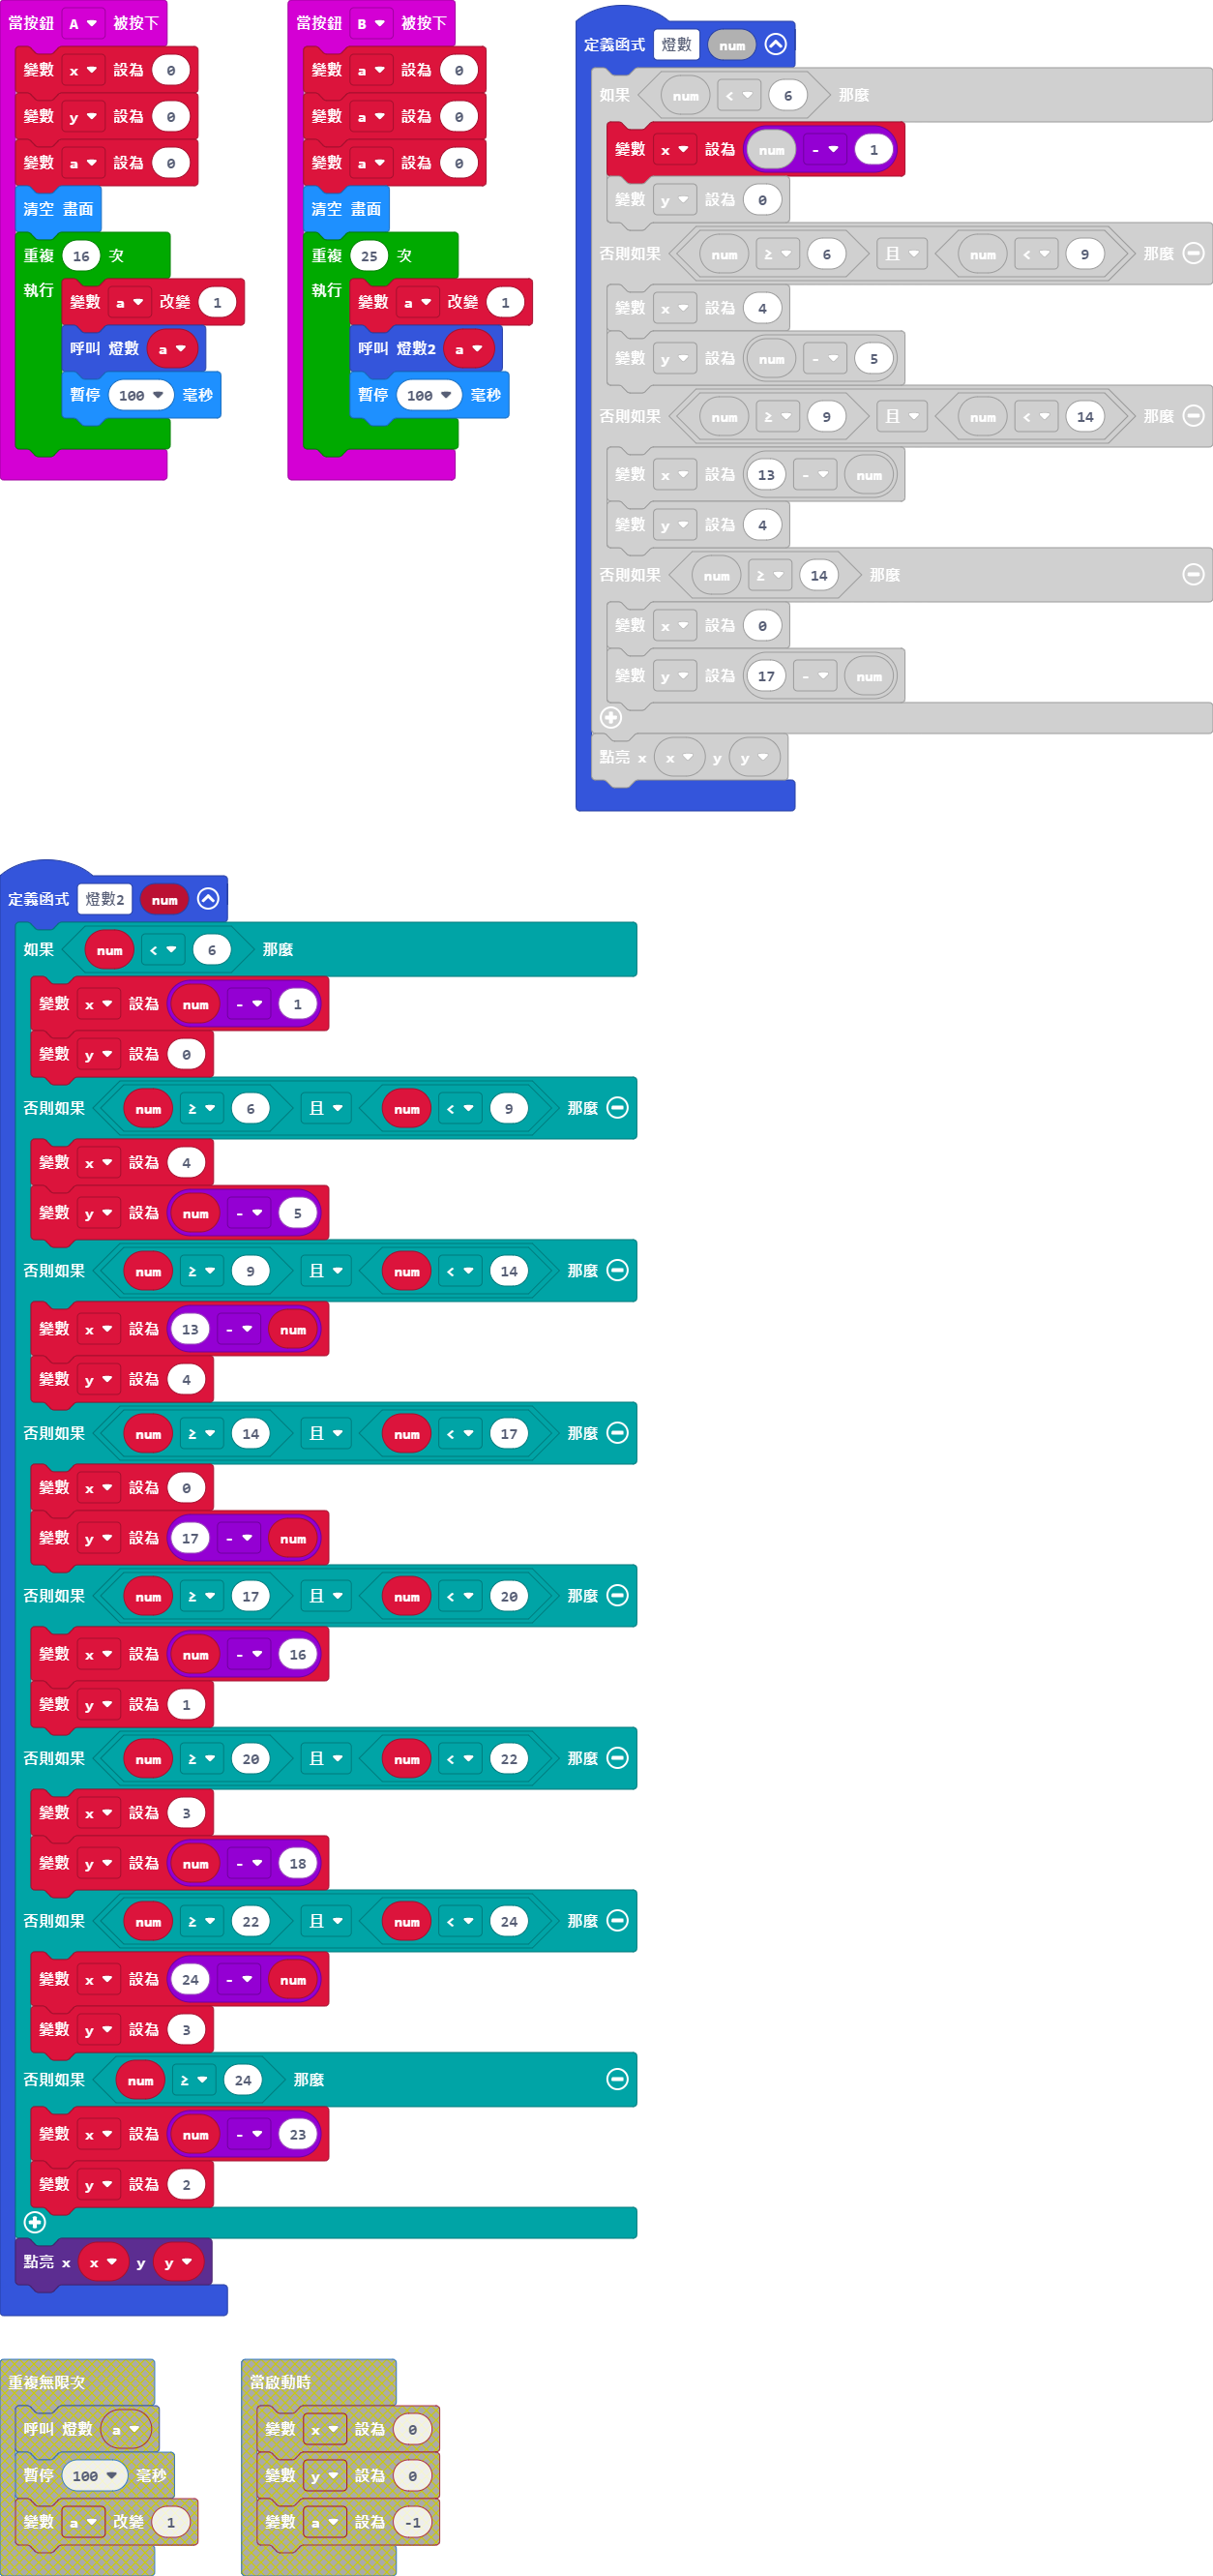 當按鈕 A 被按下
變數 x 設為 0
變數 y 設為 0
變數 a 設為 0
清空 畫面
重複 16 次
執行
變數 a 改變 1
呼叫 燈數 a
暫停 100 毫秒
當按鈕 B 被按下
變數 a 設為 0
變數 a 設為 0
變數 a 設為 0
清空 畫面
重複 25 次
執行
變數 a 改變 1
呼叫 燈數2 a
暫停 100 毫秒
定義函式 燈數 num
如果 num < 6 那麼
變數 x 設為 num - 1
變數 y 設為 0
否則如果 num ≥ 6 且 num < 9 那麼
變數 x 設為 4
變數 y 設為 num - 5
否則如果 num ≥ 9 且 num < 14 那麼
變數 x 設為 13 - num
變數 y 設為 4
否則如果 num ≥ 14 那麼
變數 x 設為 0
變數 y 設為 17 - num
點亮 x x y y
定義函式 燈數2 num
如果 num < 6 那麼
變數 x 設為 num - 1
變數 y 設為 0
否則如果 num ≥ 6 且 num < 9 那麼
變數 x 設為 4
變數 y 設為 num - 5
否則如果 num ≥ 9 且 num < 14 那麼
變數 x 設為 13 - num
變數 y 設為 4
否則如果 num ≥ 14 且 num < 17 那麼
變數 x 設為 0
變數 y 設為 17 - num
否則如果 num ≥ 17 且 num < 20 那麼
變數 x 設為 num - 16
變數 y 設為 1
否則如果 num ≥ 20 且 num < 22 那麼
變數 x 設為 3
變數 y 設為 num - 18
否則如果 num ≥ 22 且 num < 24 那麼
變數 x 設為 24 - num
變數 y 設為 3
否則如果 num ≥ 24 那麼
變數 x 設為 num - 23
變數 y 設為 2
點亮 x x y y
重複無限次
呼叫 燈數 a
暫停 100 毫秒
變數 a 改變 1
當啟動時
變數 x 設為 0
變數 y 設為 0
變數 a 設為 -1